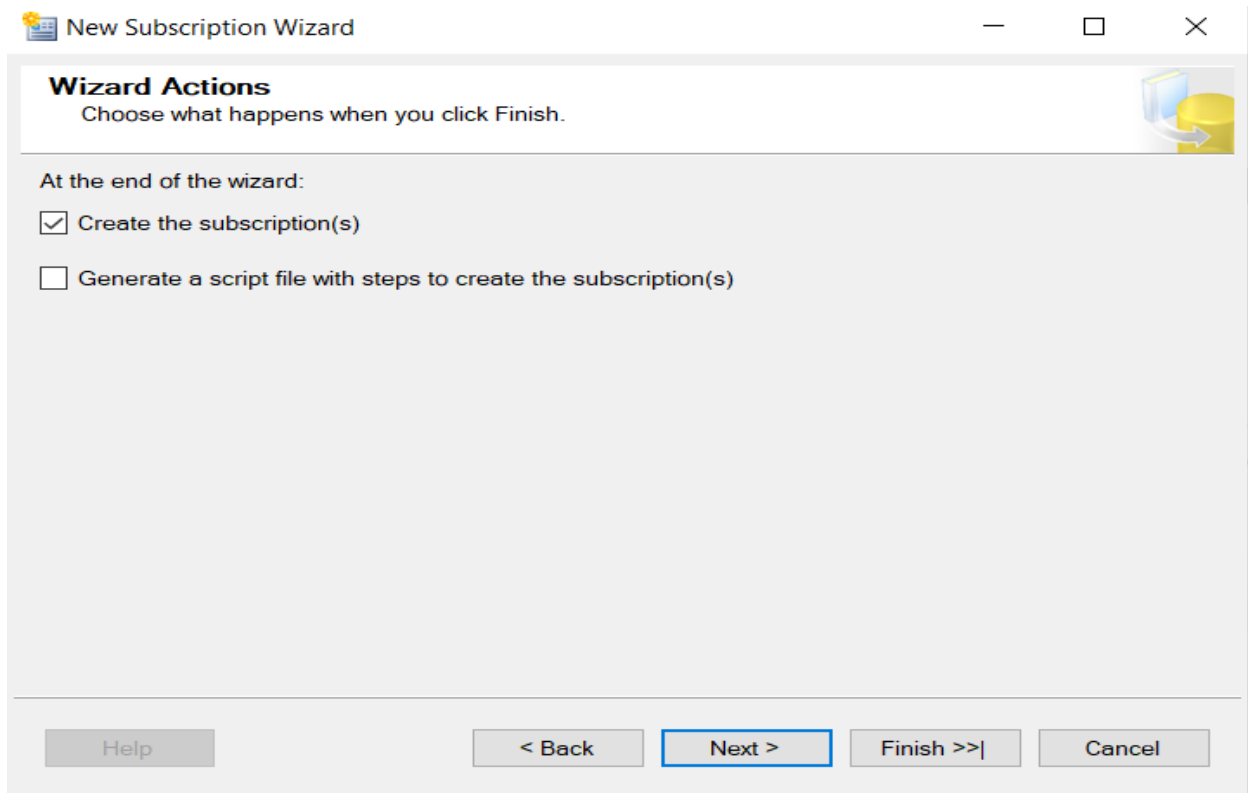 New Subscription Wizard
Wizard Actions
Choose what happens when you click Finish.
At the end of the wizard:
Create the subscription(s)
Generate a script file with steps to create the subscription(s)
Help
< Back
Next >
Finish >>|
Cancel